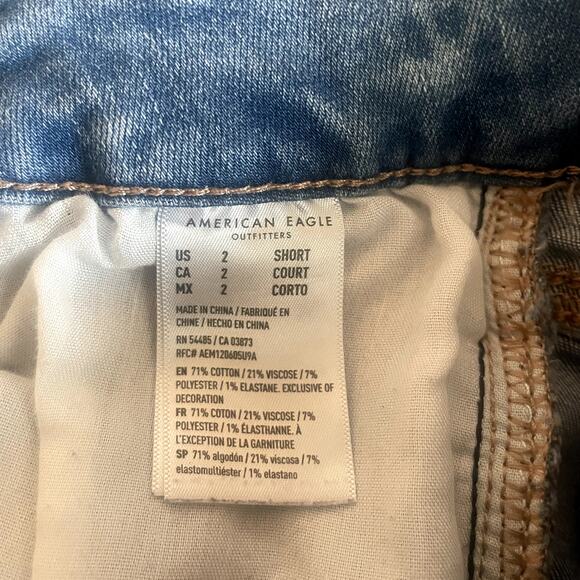 AMERICAN EAGLE
OUTFITTERS
US 2 SHORT
CA 2 COURT
MX 2 CORTO
MADE IN CHINA / FABRIQUÉ EN
CHINE / HECHO EN CHINA
RN 54485 / CA 03873
RFC# AEM120605U9A
EN 71% COTTON / 21% VISCOSE / 7%
POLYESTER / 1% ELASTANE. EXCLUSIVE OF
DECORATION
FR 71% COTON / 21% VISCOSE / 7%
POLYESTER / 1% ÉLASTHANNE. À
L'EXCEPTION DE LA GARNITURE
SP 71% algodón / 21% viscosa / 7%
elastomultiéster / 1% elastano